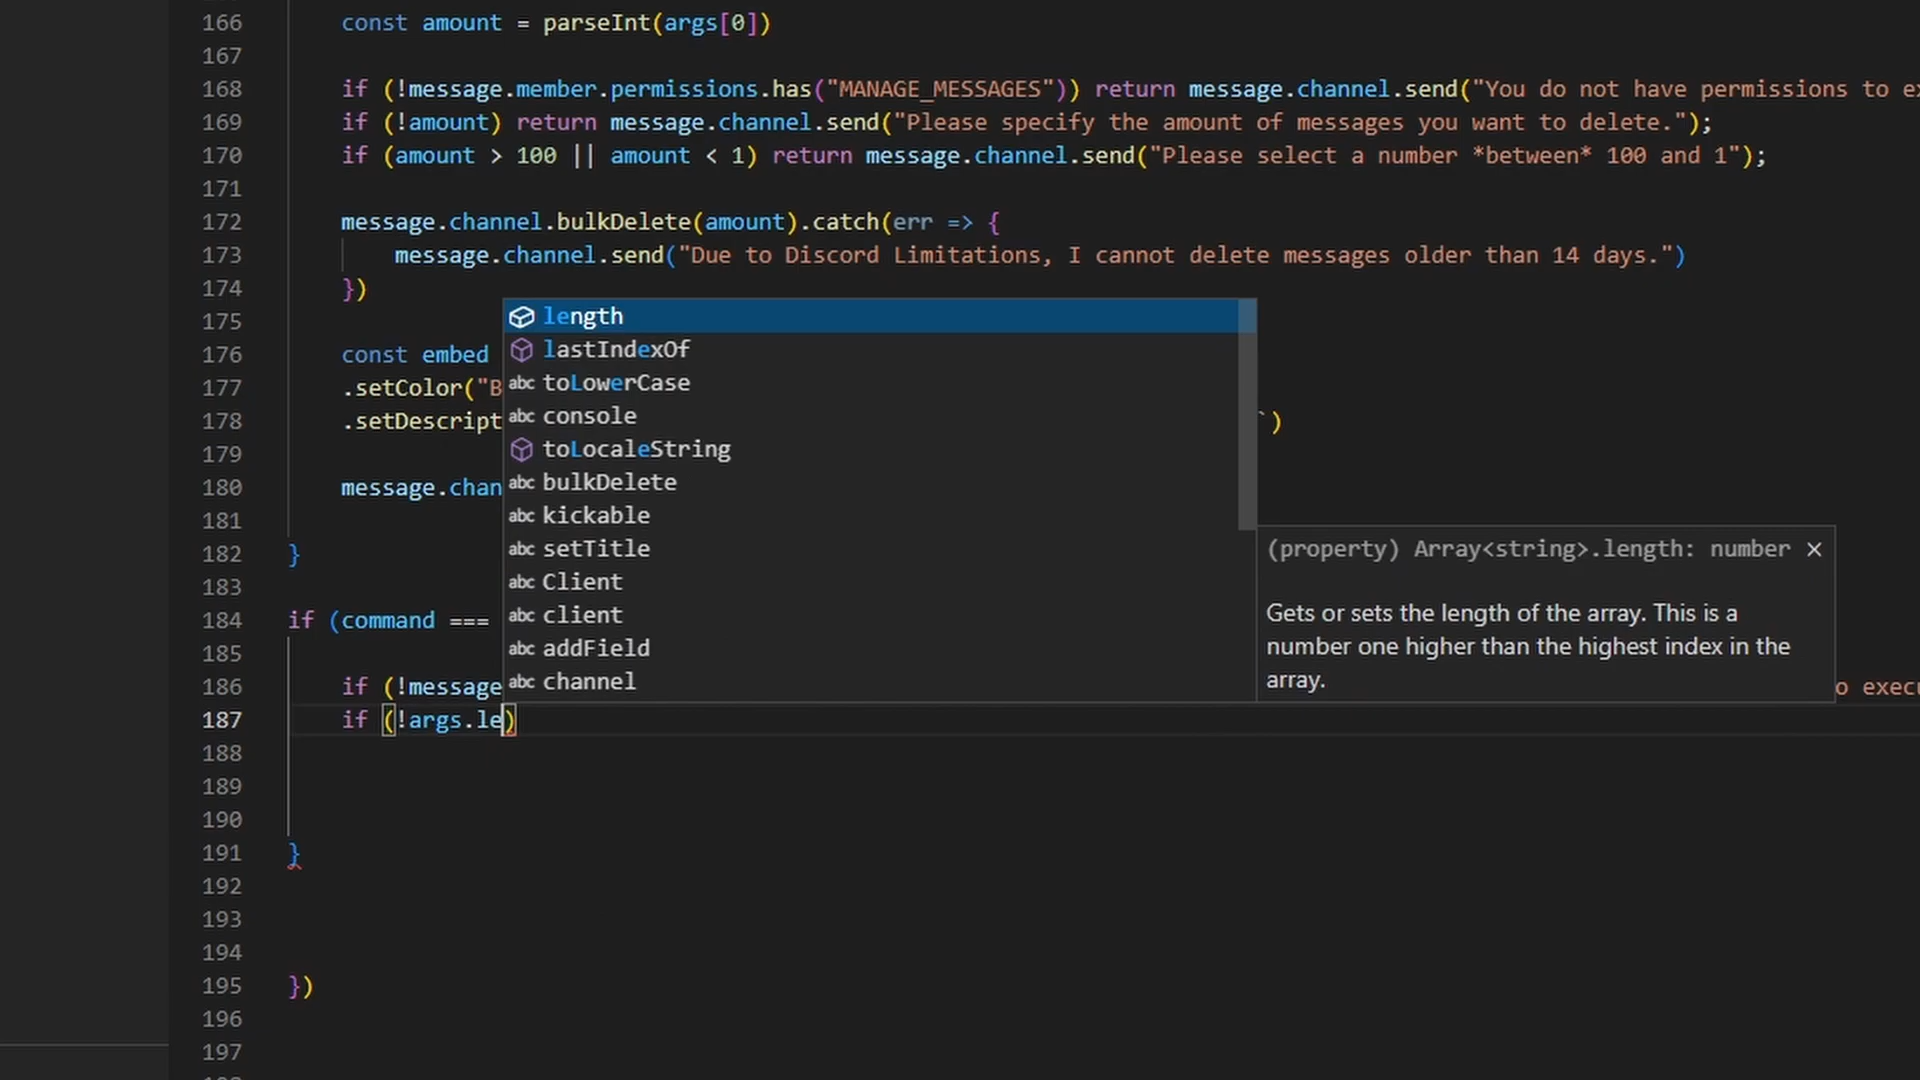 166 const amount = parseInt(args[0])
167
168 if (!message.member.permissions.has("MANAGE_MESSAGES")) return message.channel.send("You do not have permissions to ex
169 if (!amount) return message.channel.send("Please specify the amount of messages you want to delete.");
170 if (amount > 100 || amount < 1) return message.channel.send("Please select a number *between* 100 and 1");
171
172 message.channel.bulkDelete(amount).catch(err => {
173 message.channel.send("Due to Discord Limitations, I cannot delete messages older than 14 days.")
174 })
175
length
lastIndexOf
176 const embed
toLowerCase
177 .setColor("B
console
178 .setDescript `)
toLocaleString
179
bulkDelete
180 message.chan
kickable
181
setTitle
182 }
Client
183
client
184 if (command ===
addField
185
channel
(property) Array<string>.length: number ×
Gets or sets the length of the array. This is a
number one higher than the highest index in the
array.
186 if (!message o execu
187 if (!args.le)
188
189
190
191 }
192
193
194
195 })
196
197